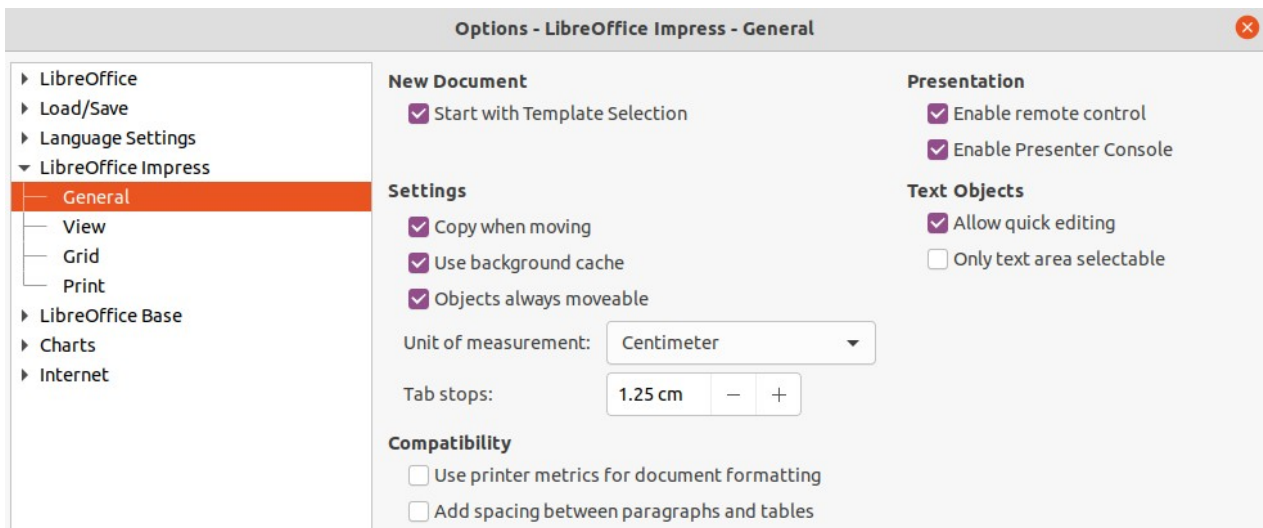 Options - LibreOffice Impress - General
LibreOffice
Load/Save
Language Settings
LibreOffice Impress
General
View
Grid
Print
LibreOffice Base
Charts
Internet
New Document
Start with Template Selection
Settings
Copy when moving
Use background cache
Objects always moveable
Unit of measurement: Centimeter
Tab stops: 1.25 cm − +
Compatibility
Use printer metrics for document formatting
Add spacing between paragraphs and tables
Presentation
Enable remote control
Enable Presenter Console
Text Objects
Allow quick editing
Only text area selectable